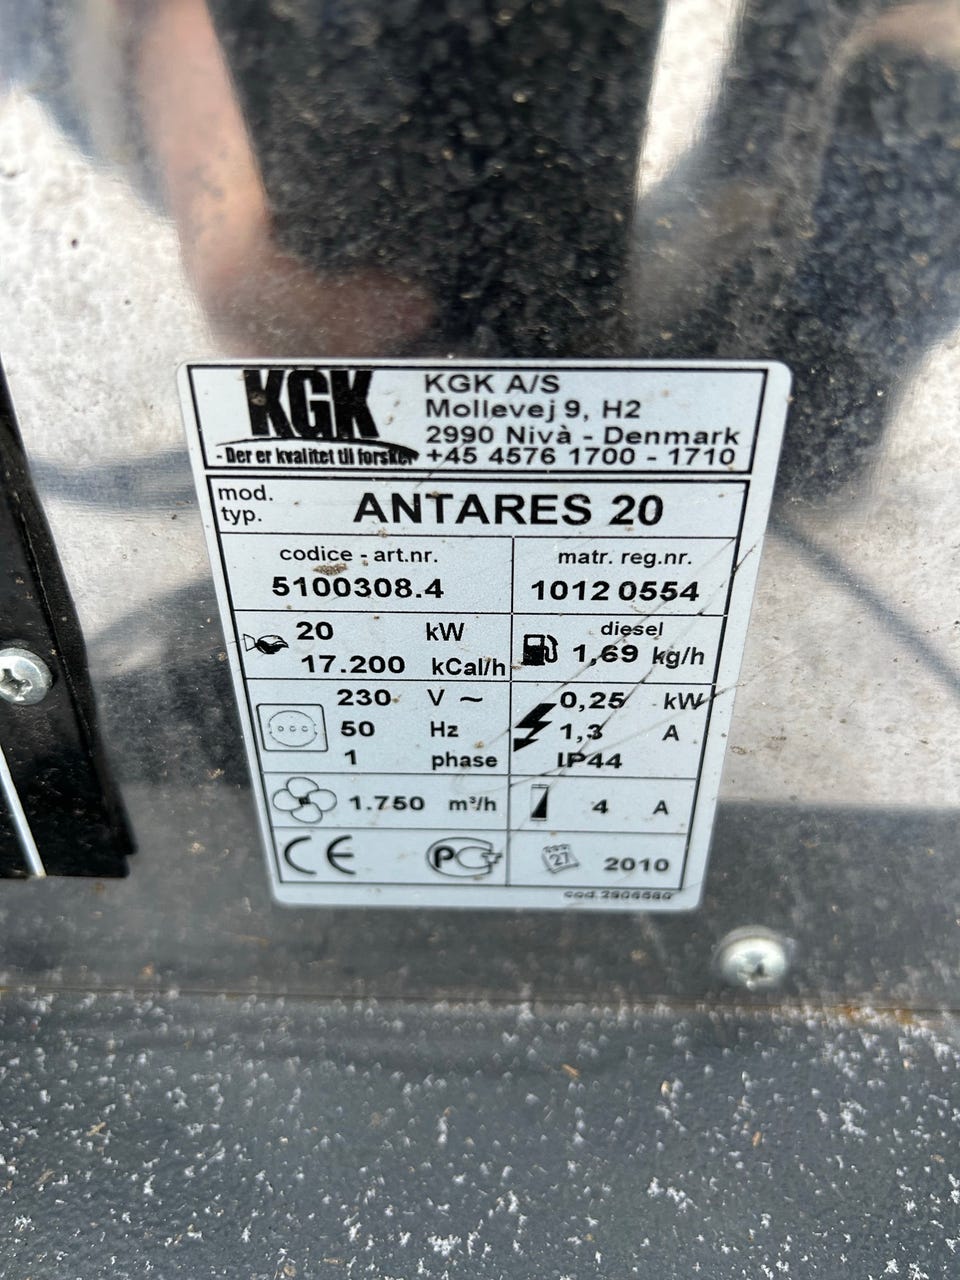 KGK
- Der er kvalitet til forskel
KGK A/S
Mollevej 9, H2
2990 Nivà - Denmark
+45 4576 1700 - 1710
mod.
typ.
ANTARES 20
codice - art.nr.
5100308.4
matr. reg.nr.
1012 0554
20 kW
17.200 kCal/h
diesel
1,69 kg/h
230 V ~
50 Hz
1 phase
0,25 kW
1,3 A
IP44
1.750 m³/h
4 A
CE
PC
27
2010
cod.